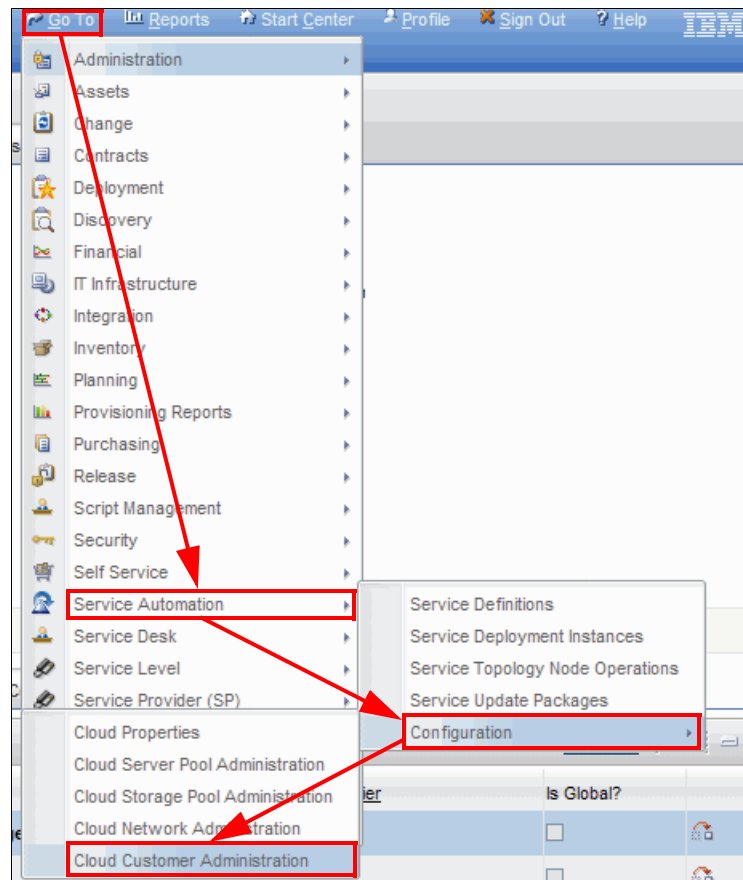 Go To Reports Start Center Profile Sign Out ? Help IBM
Administration
Assets
Change
Contracts
Deployment
Discovery
Financial
IT Infrastructure
Integration
Inventory
Planning
Provisioning Reports
Purchasing
Release
Script Management
Security
Self Service
Service Automation
Service Desk
Service Level
Service Provider (SP)
Service Definitions
Service Deployment Instances
Service Topology Node Operations
Service Update Packages
Configuration
Cloud Properties
Cloud Server Pool Administration
Cloud Storage Pool Administration
Cloud Network Administration
Cloud Customer Administration
Is Global?